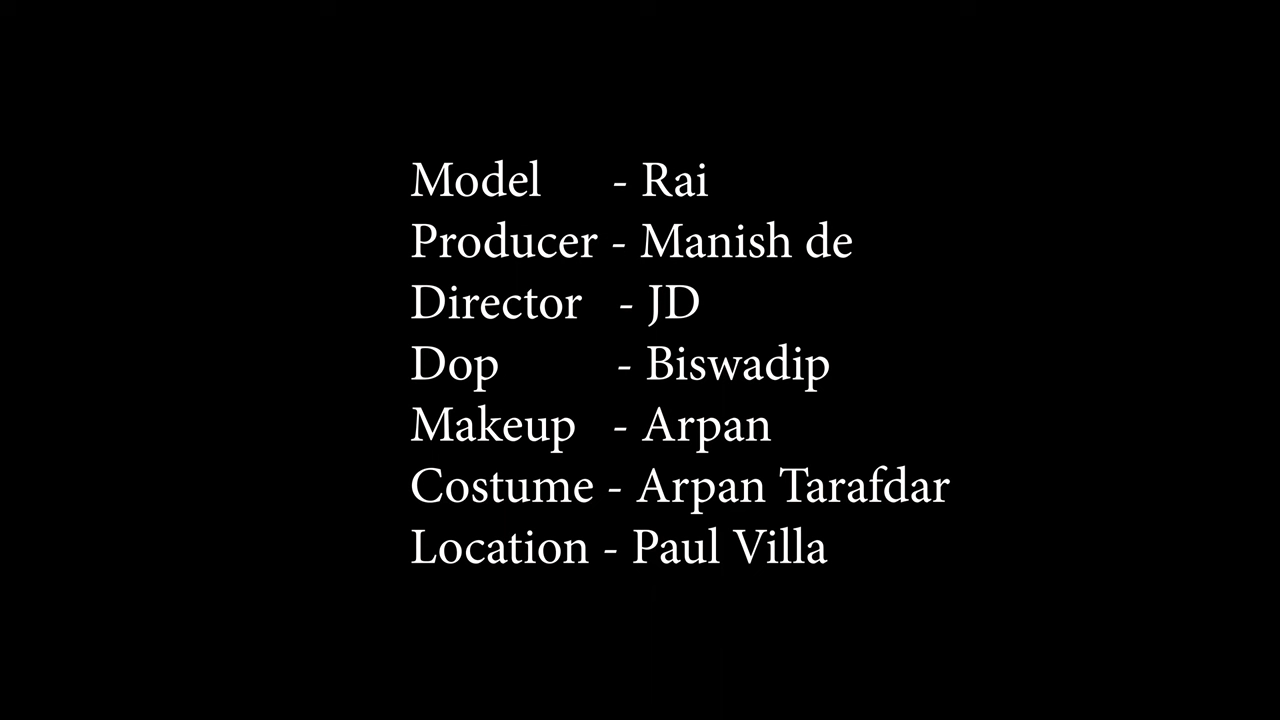 Model - Rai
Producer - Manish de
Director - JD
Dop - Biswadip
Makeup - Arpan
Costume - Arpan Tarafdar
Location - Paul Villa